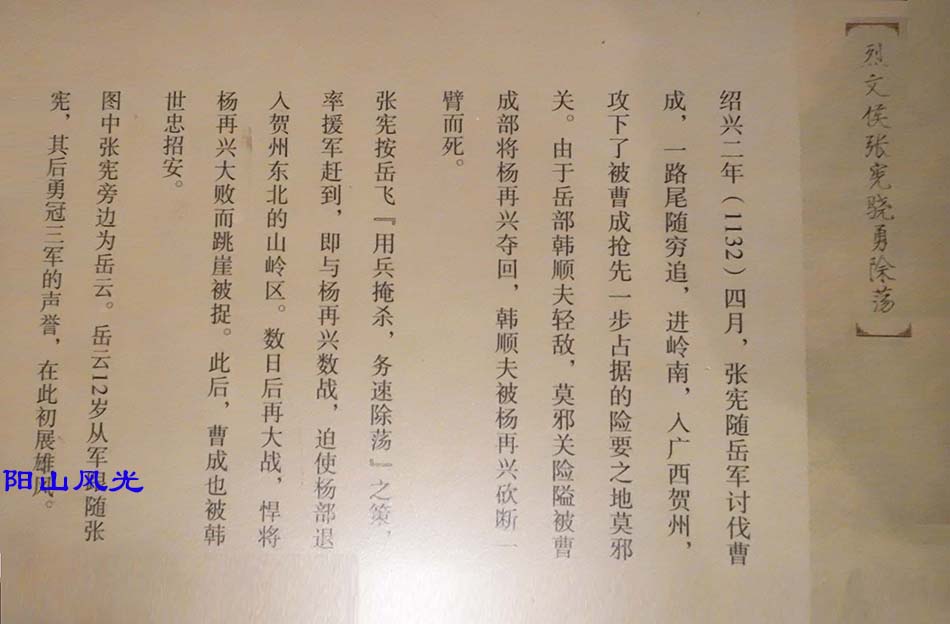 【烈文侯张宪骁勇除荡】
绍兴二年（1132）四月，张宪随岳军讨伐曹
成，一路尾随穷追，进岭南，入广西贺州，
攻下了被曹成抢先一步占据的险要之地莫邪
关。由于岳部韩顺夫轻敌，莫邪关险隘被曹
成部将杨再兴夺回，韩顺夫被杨再兴砍断一
臂而死。
张宪按岳飞『用兵掩杀，务速除荡』之策，
率援军赶到，即与杨再兴数战，迫使杨部退
入贺州东北的山岭区。数日后再大战，悍将
杨再兴大败而跳崖被捉。此后，曹成也被韩
世忠招安。
图中张宪旁边为岳云。岳云12岁从军跟随张
宪，其后勇冠三军的声誉，在此初展雄风。
阳山风光